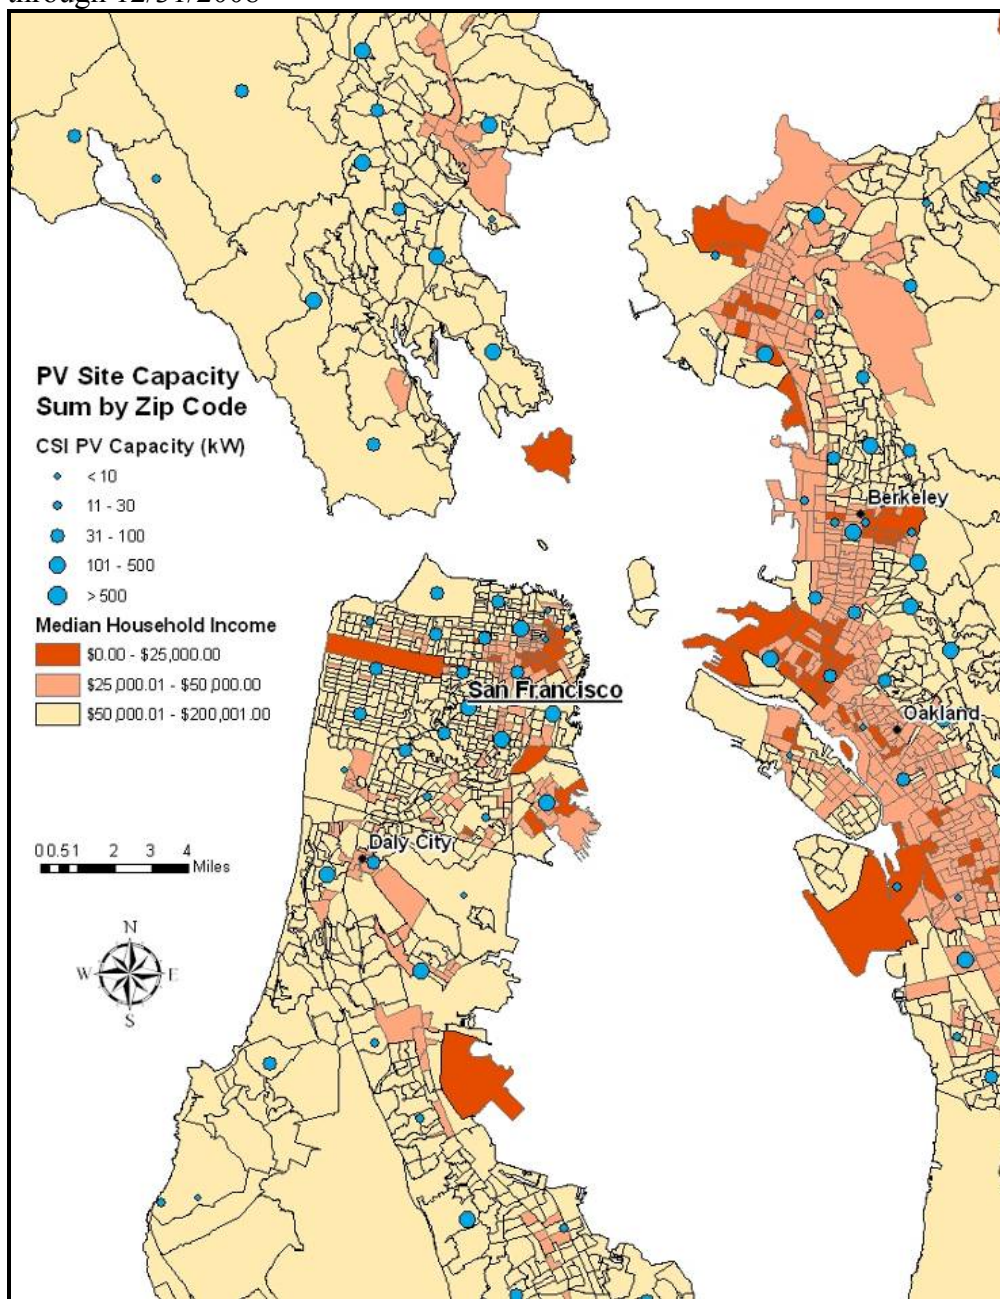 through 12/31/2008
PV Site Capacity
Sum by Zip Code
CSI PV Capacity (kW)
< 10
11 - 30
31 - 100
101 - 500
> 500
Median Household Income
$0.00 - $25,000.00
$25,000.01 - $50,000.00
$50,000.01 - $200,001.00
Berkeley
San Francisco
Oakland
Daly City
0 0.5 1 2 3 4
Miles
N
W E
S